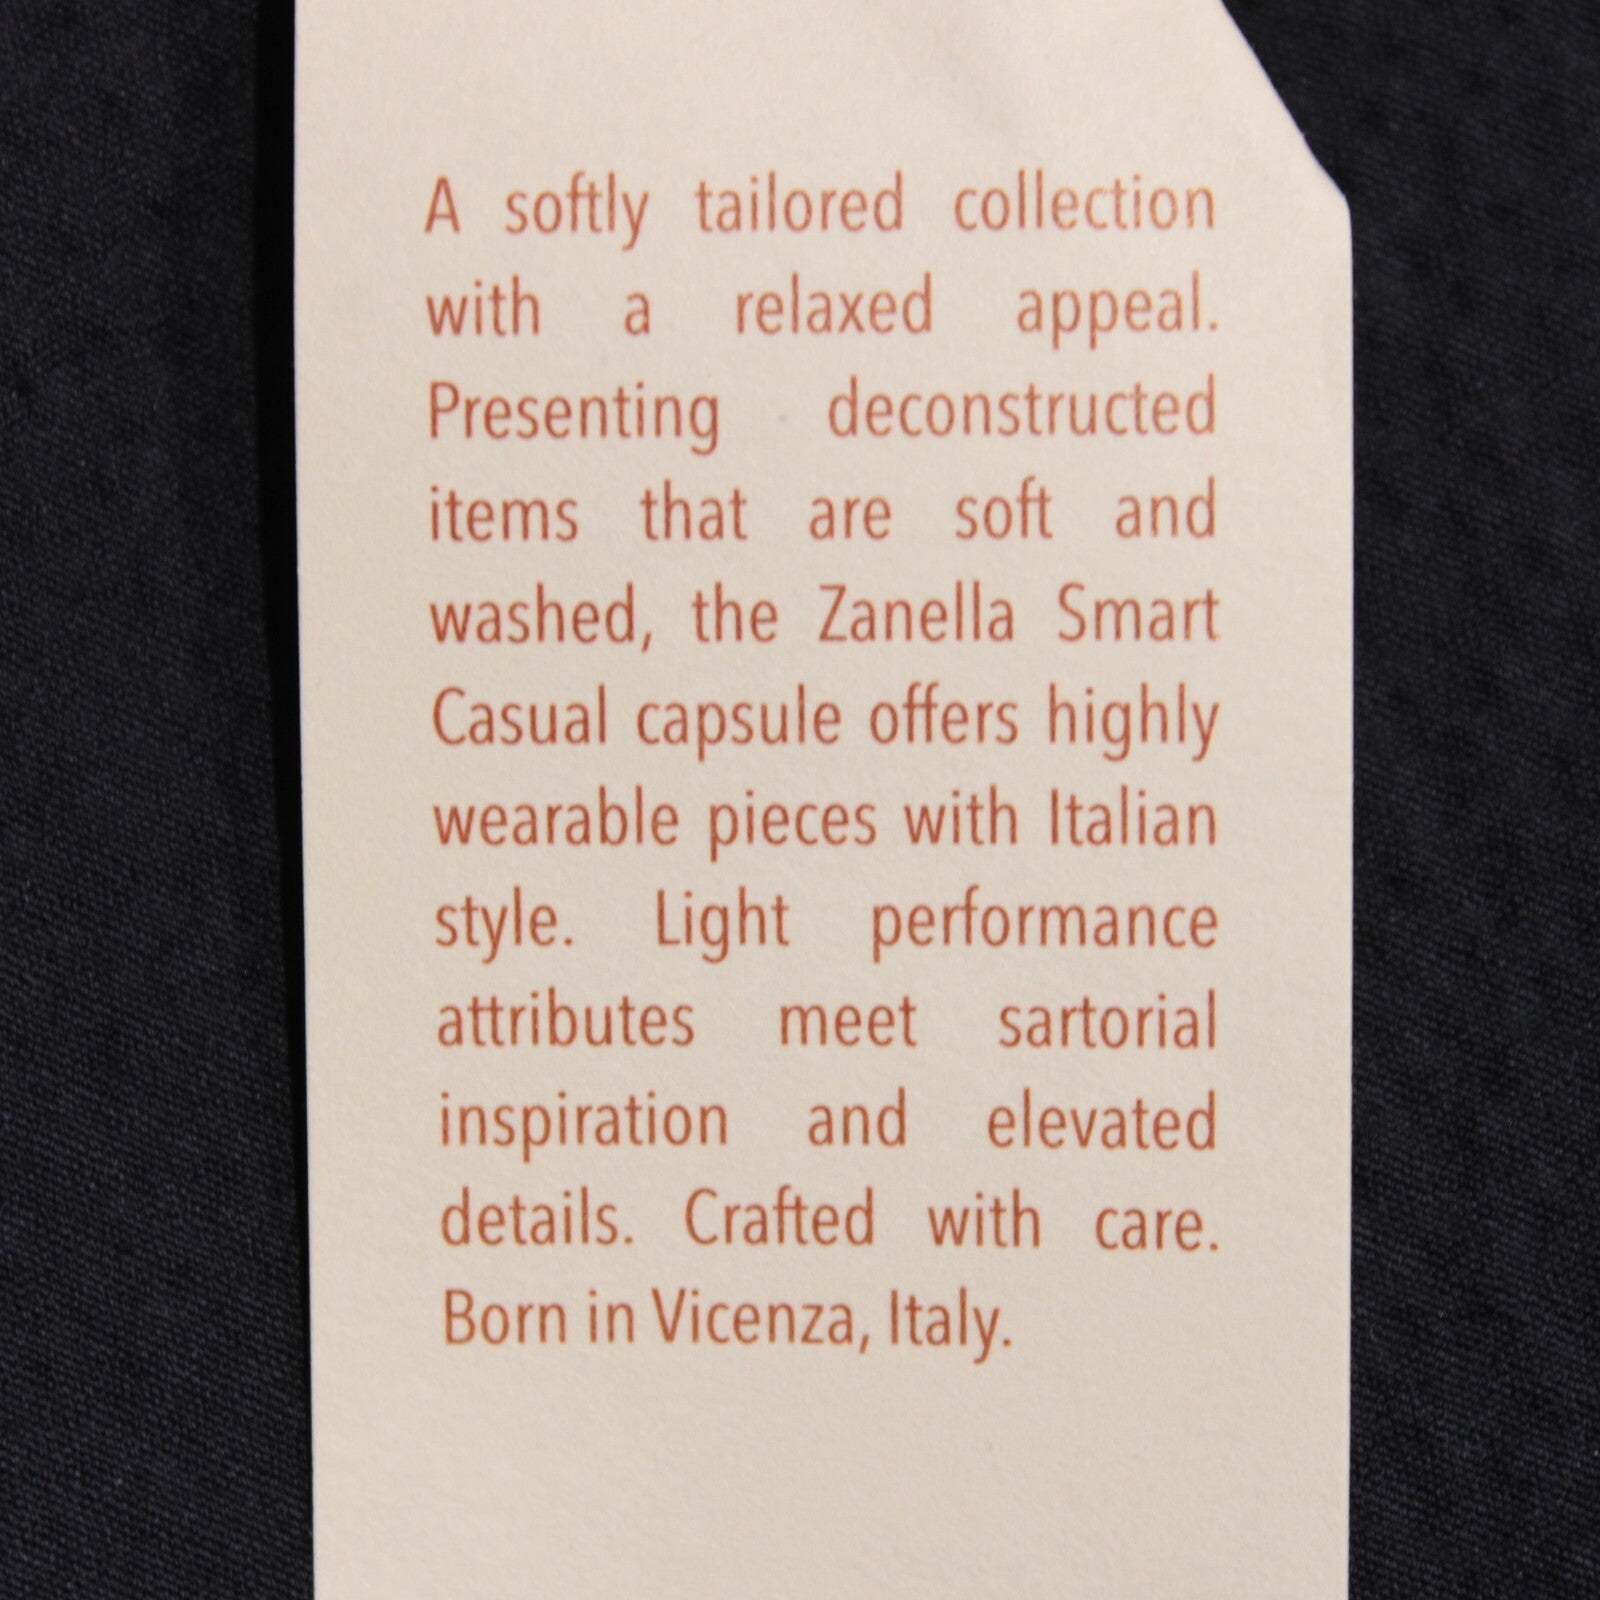 A softly tailored collection
with a relaxed appeal.
Presenting deconstructed
items that are soft and
washed, the Zanella Smart
Casual capsule offers highly
wearable pieces with Italian
style. Light performance
attributes meet sartorial
inspiration and elevated
details. Crafted with care.
Born in Vicenza, Italy.